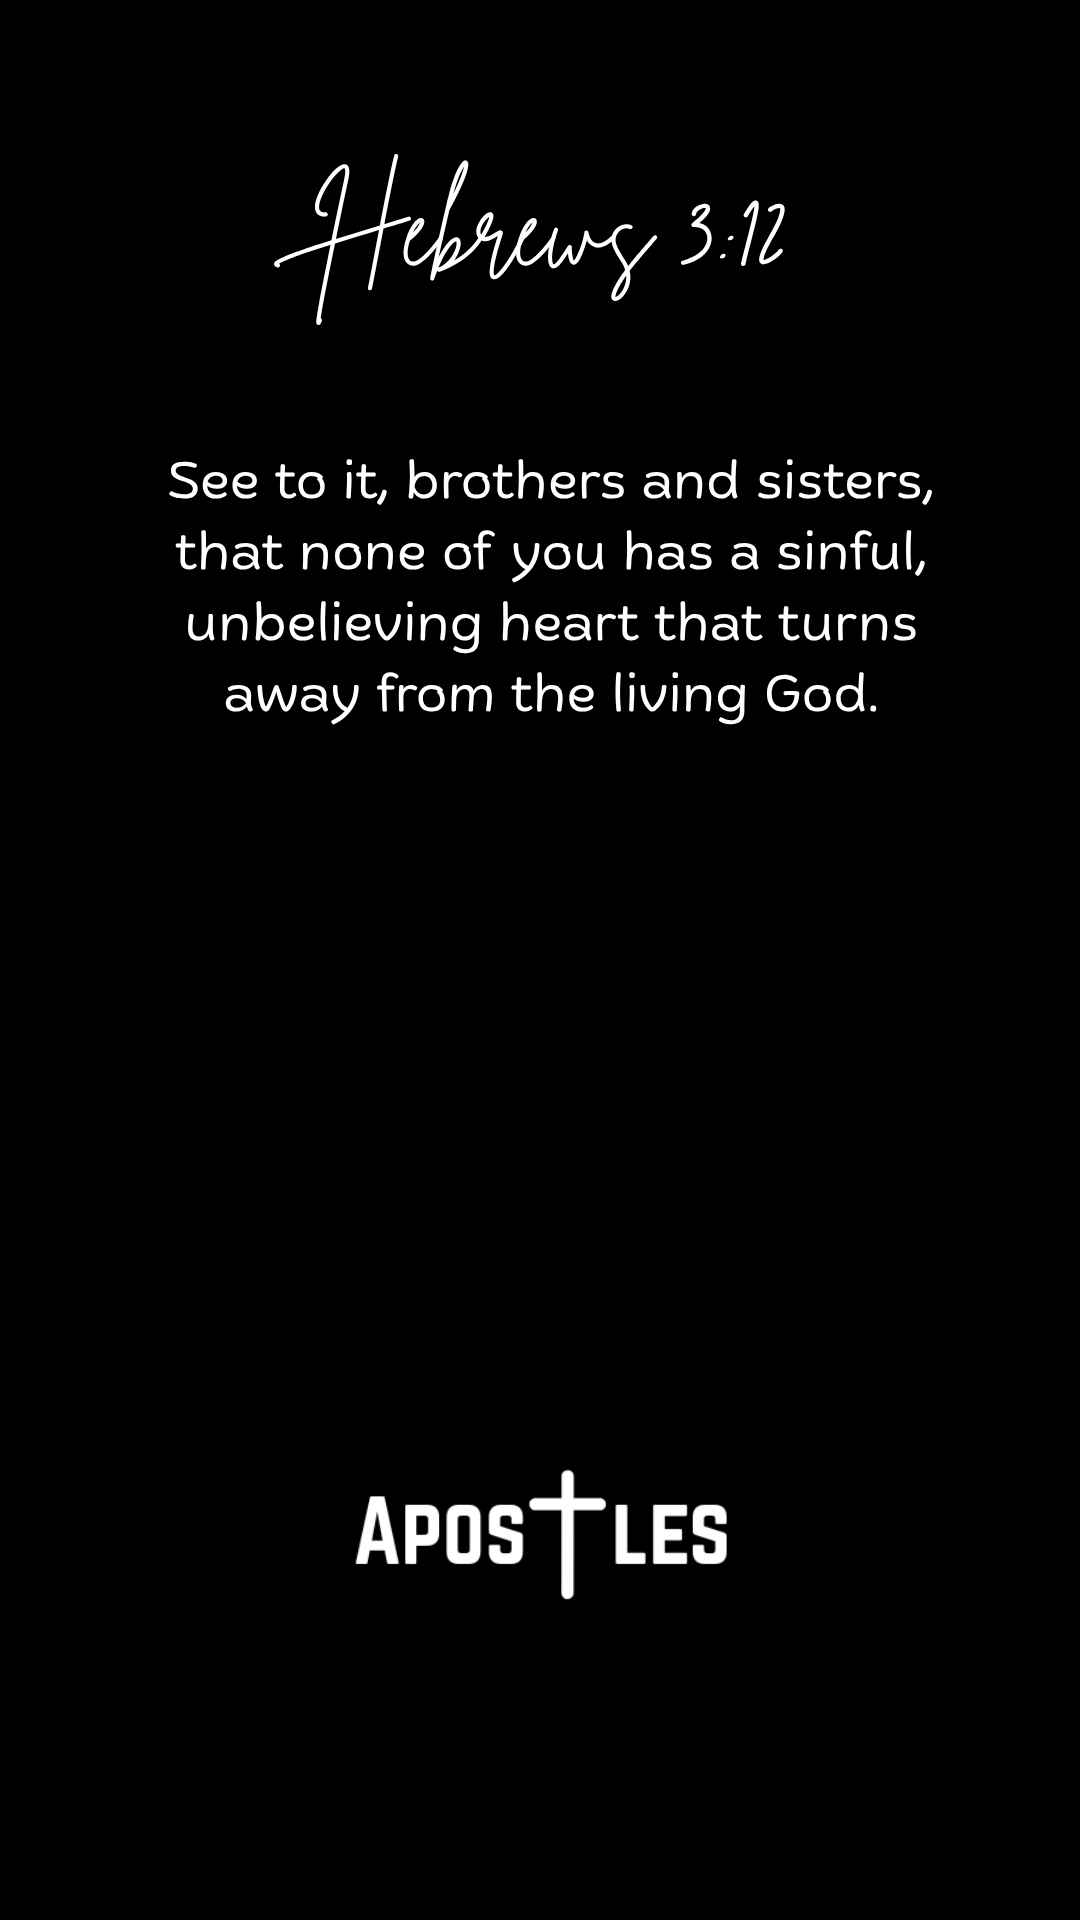 Hebrews 3:12
See to it, brothers and sisters,
that none of you has a sinful,
unbelieving heart that turns
away from the living God.
APOSTLES